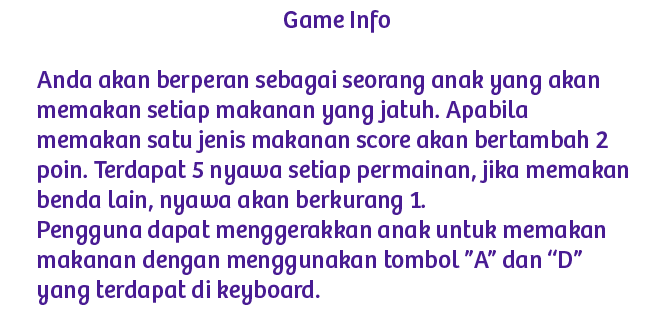 Game Info
Anda akan berperan sebagai seorang anak yang akan
memakan setiap makanan yang jatuh. Apabila
memakan satu jenis makanan score akan bertambah 2
poin. Terdapat 5 nyawa setiap permainan, jika memakan
benda lain, nyawa akan berkurang 1.
Pengguna dapat menggerakkan anak untuk memakan
makanan dengan menggunakan tombol ”A” dan “D”
yang terdapat di keyboard.